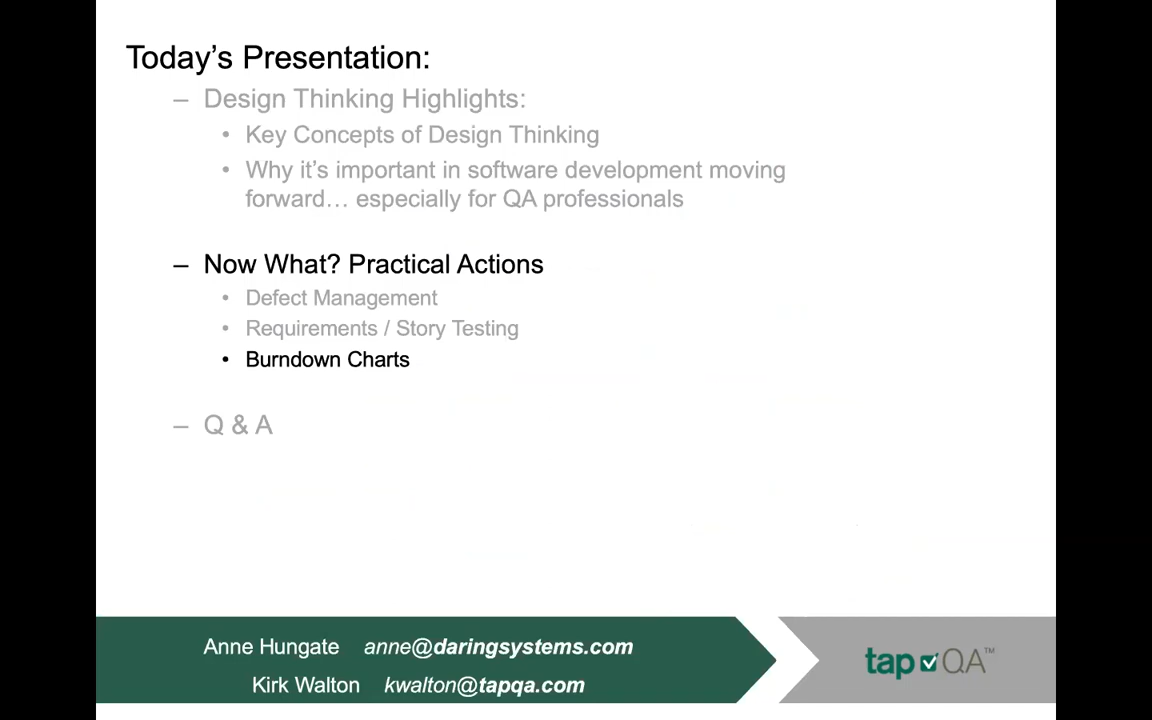 Today’s Presentation:
– Design Thinking Highlights:
• Key Concepts of Design Thinking
• Why it’s important in software development moving
forward… especially for QA professionals
– Now What? Practical Actions
• Defect Management
• Requirements / Story Testing
• Burndown Charts
– Q & A
Anne Hungate anne@daringsystems.com
Kirk Walton kwalton@tapqa.com
tap QA™